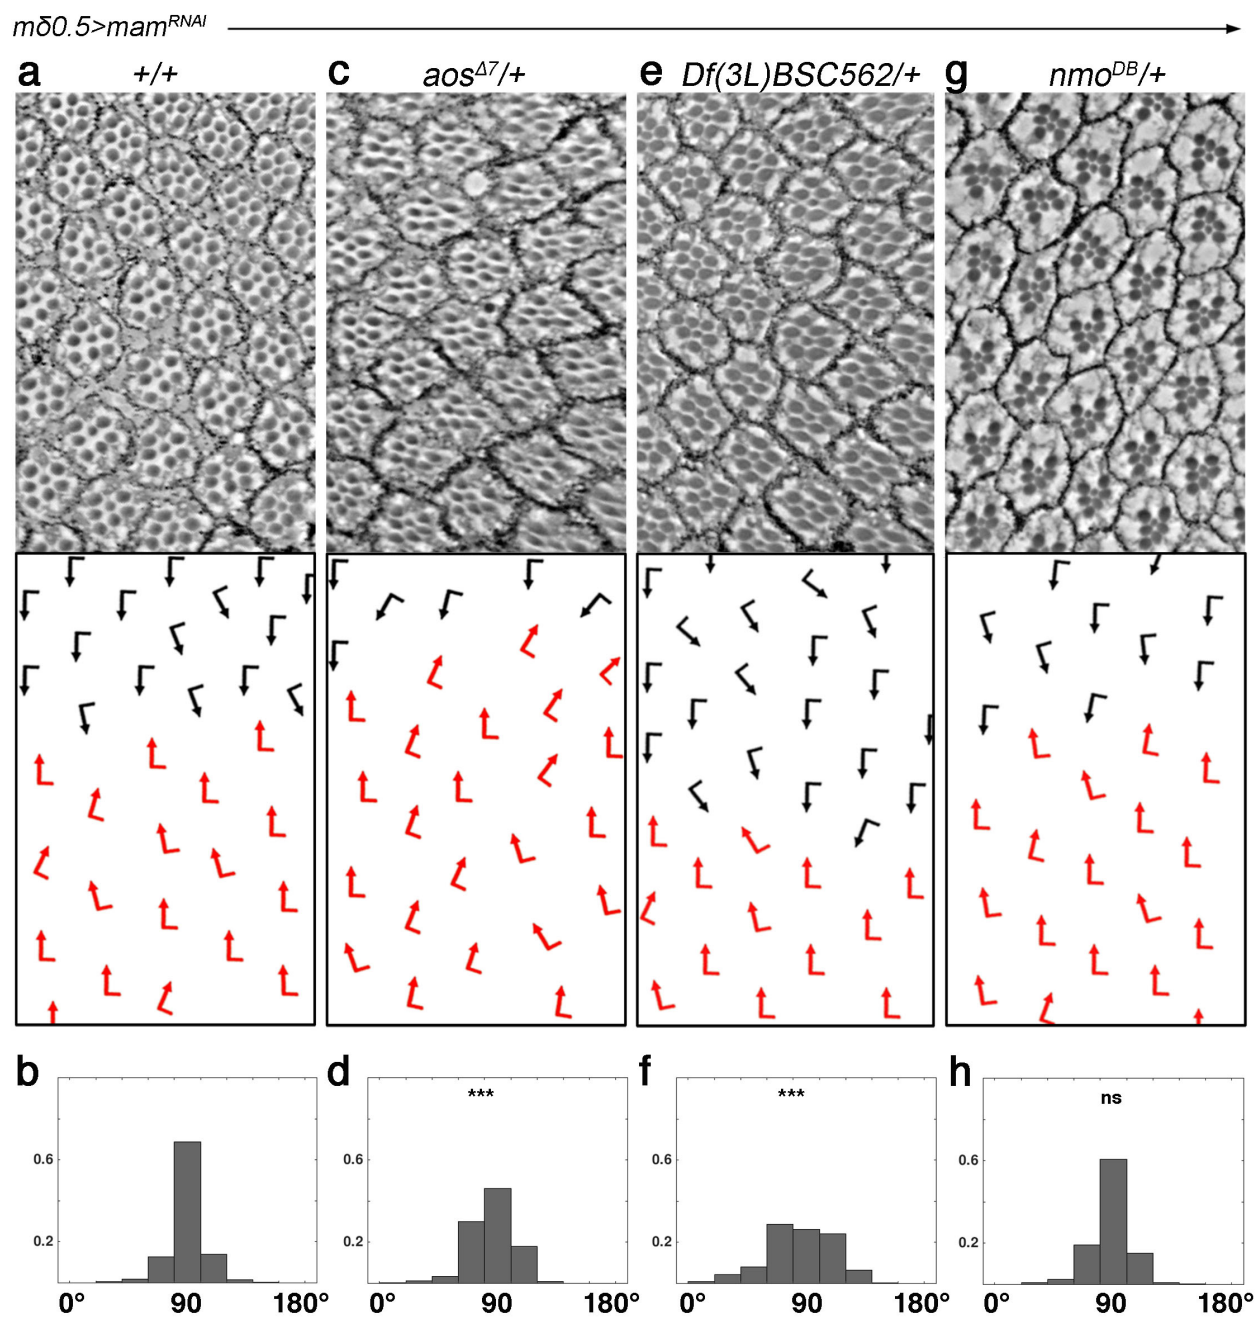 mδ0.5>mam^RNAI
a +/+ c aos^Δ7/+ e Df(3L)BSC562/+ g nmo^DB/+
b d f h
*** *** ns
0.6 0.6 0.6 0.6
0.2 0.2 0.2 0.2
0° 90 180° 0° 90 180° 0° 90 180° 0° 90 180°